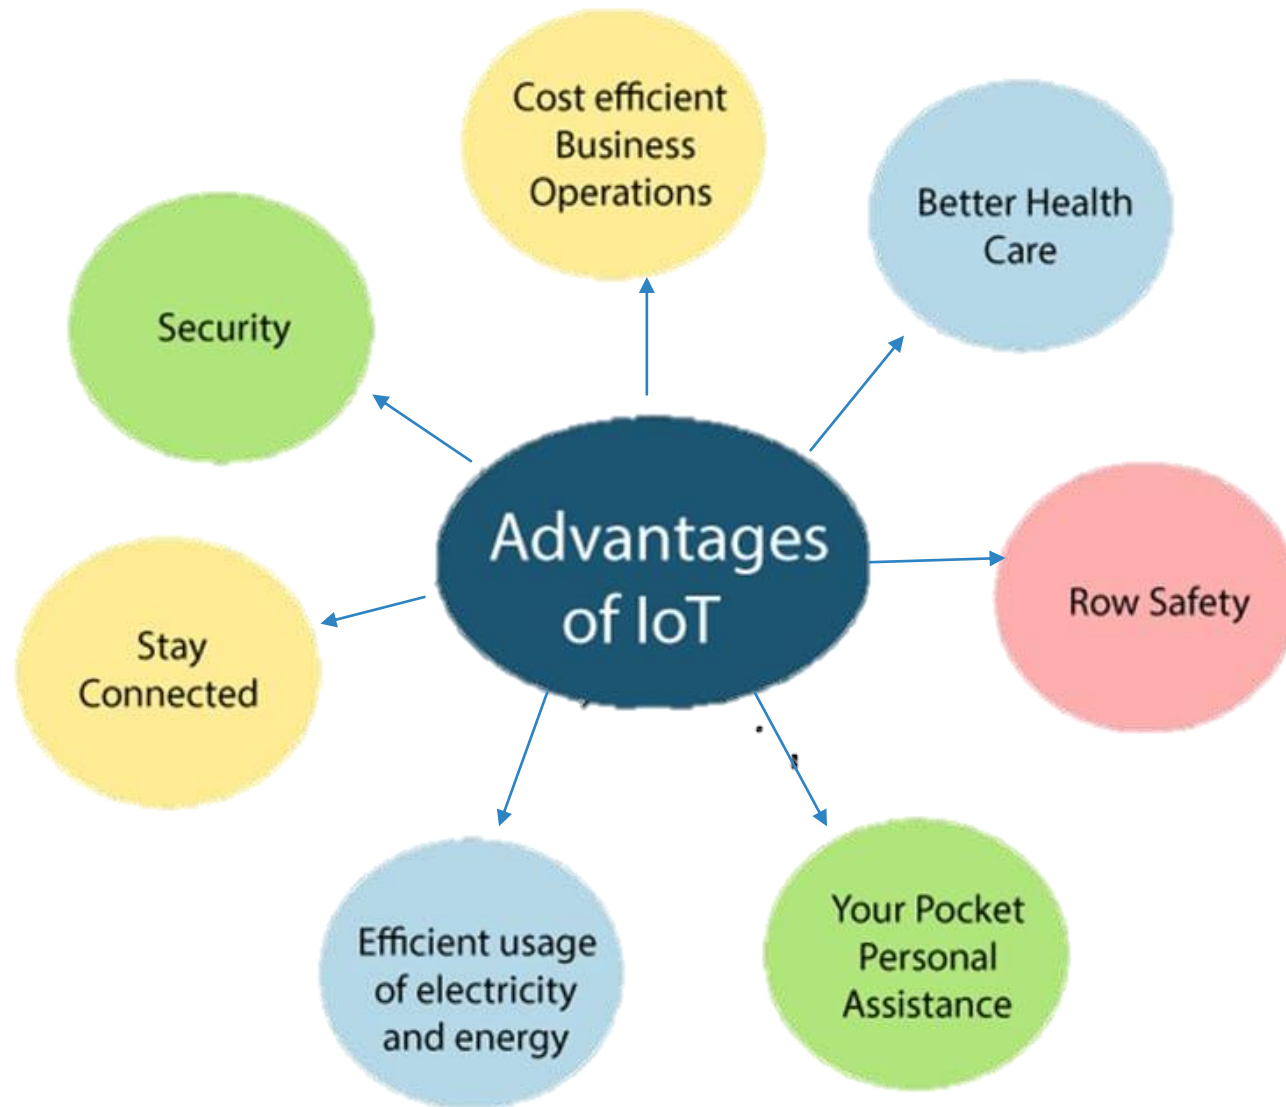 Cost efficient
Business
Operations
Better Health
Care
Security
Advantages
of IoT
Row Safety
Stay
Connected
Your Pocket
Personal
Assistance
Efficient usage
of electricity
and energy